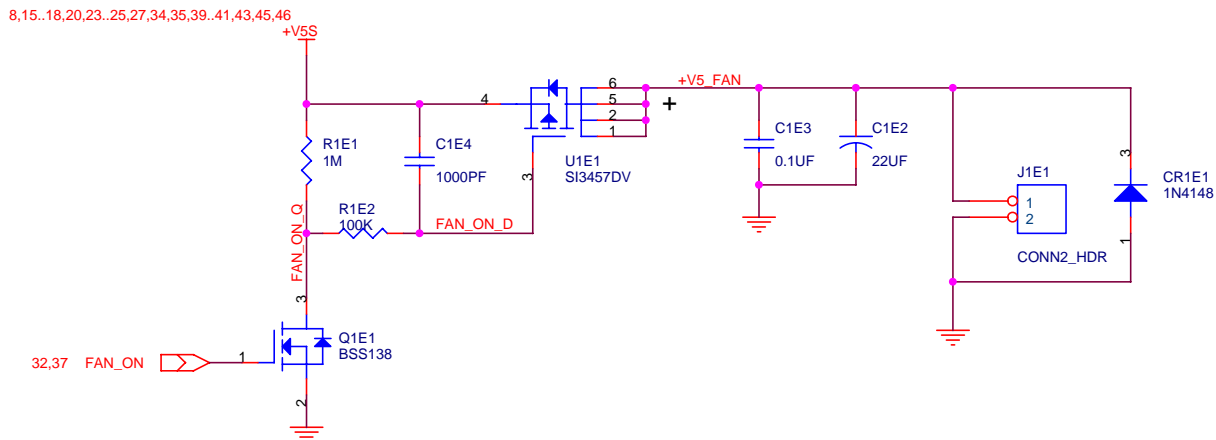 8,15..18,20,23..25,27,34,35,39..41,43,45,46
+V5S
4
6
5
2
1
+
+V5_FAN
R1E1
1M
C1E4
1000PF
3
U1E1
SI3457DV
C1E3
0.1UF
C1E2
22UF
J1E1
1
2
CONN2_HDR
3
CR1E1
1N4148
1
FAN_ON_Q
R1E2
100K
FAN_ON_D
3
Q1E1
BSS138
32,37 FAN_ON
1
2